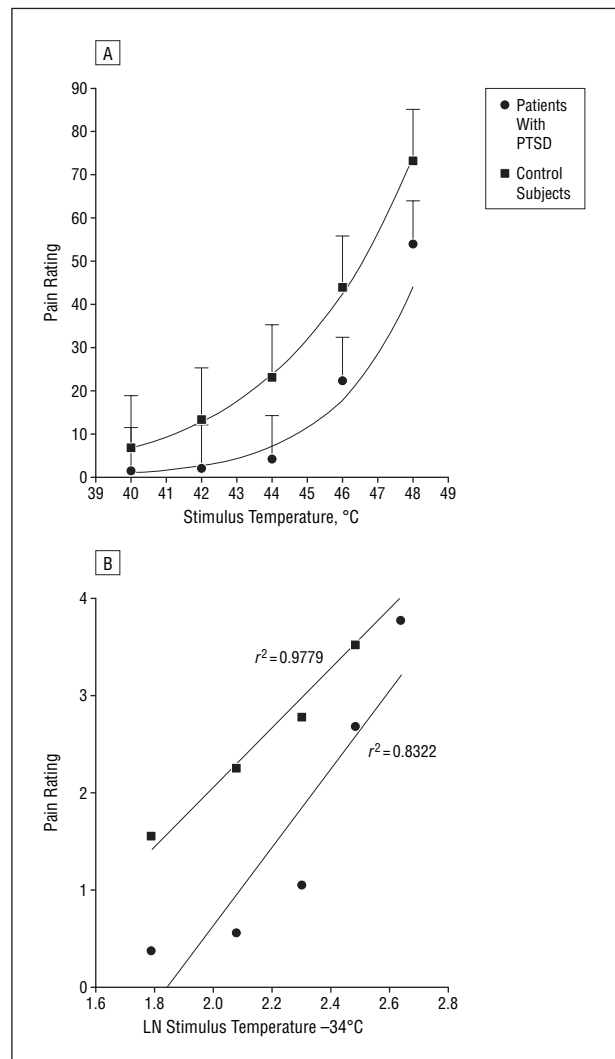 A
90
80
70
60
50
40
30
20
10
0
Pain Rating
39 40 41 42 43 44 45 46 47 48 49
Stimulus Temperature, °C
Patients
With
PTSD
Control
Subjects
B
4
3
2
1
0
Pain Rating
r² = 0.9779
r² = 0.8322
1.6 1.8 2.0 2.2 2.4 2.6 2.8
LN Stimulus Temperature –34°C